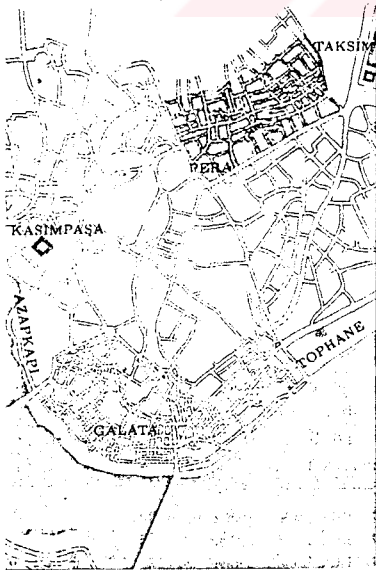 TAKSIM
PERA
KASIMPAŞA
AZAPKAPI
TOPHANE
GALATA